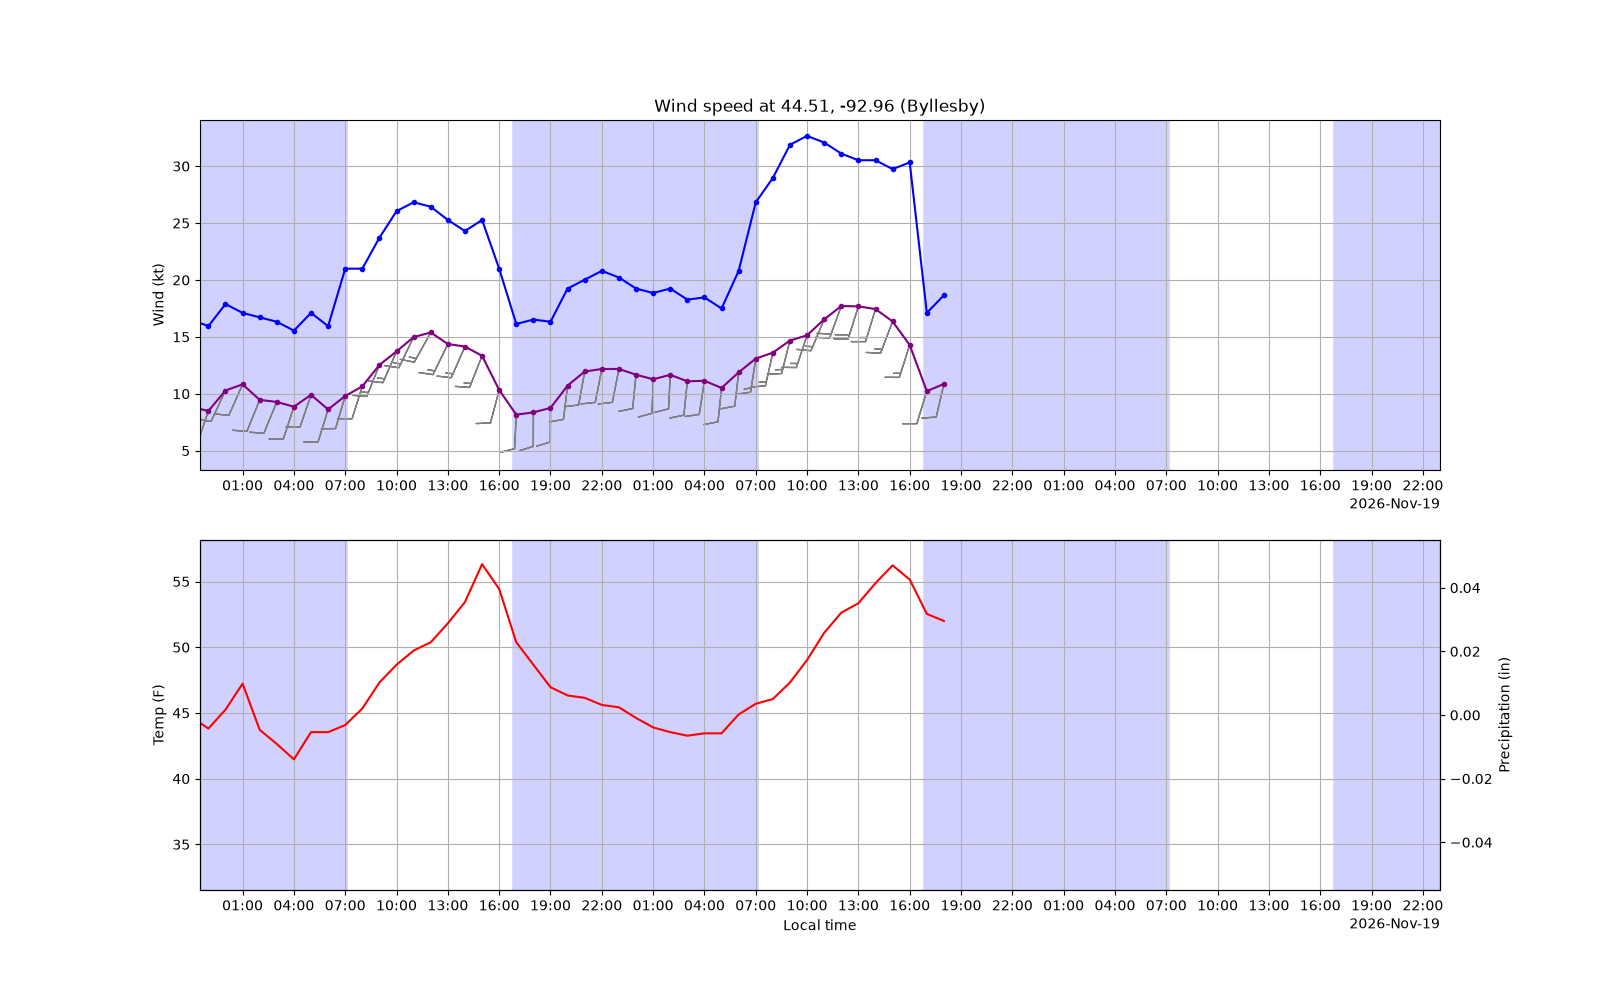 Wind speed at 44.51, -92.96 (Byllesby)
Wind (kt)
30
25
20
15
10
5
01:00 04:00 07:00 10:00 13:00 16:00 19:00 22:00 01:00 04:00 07:00 10:00 13:00 16:00 19:00 22:00 01:00 04:00 07:00 10:00 13:00 16:00 19:00 22:00
2026-Nov-19
Temp (F)
55
50
45
40
35
0.04
0.02
0.00
−0.02
−0.04
Precipitation (in)
01:00 04:00 07:00 10:00 13:00 16:00 19:00 22:00 01:00 04:00 07:00 10:00 13:00 16:00 19:00 22:00 01:00 04:00 07:00 10:00 13:00 16:00 19:00 22:00
Local time
2026-Nov-19